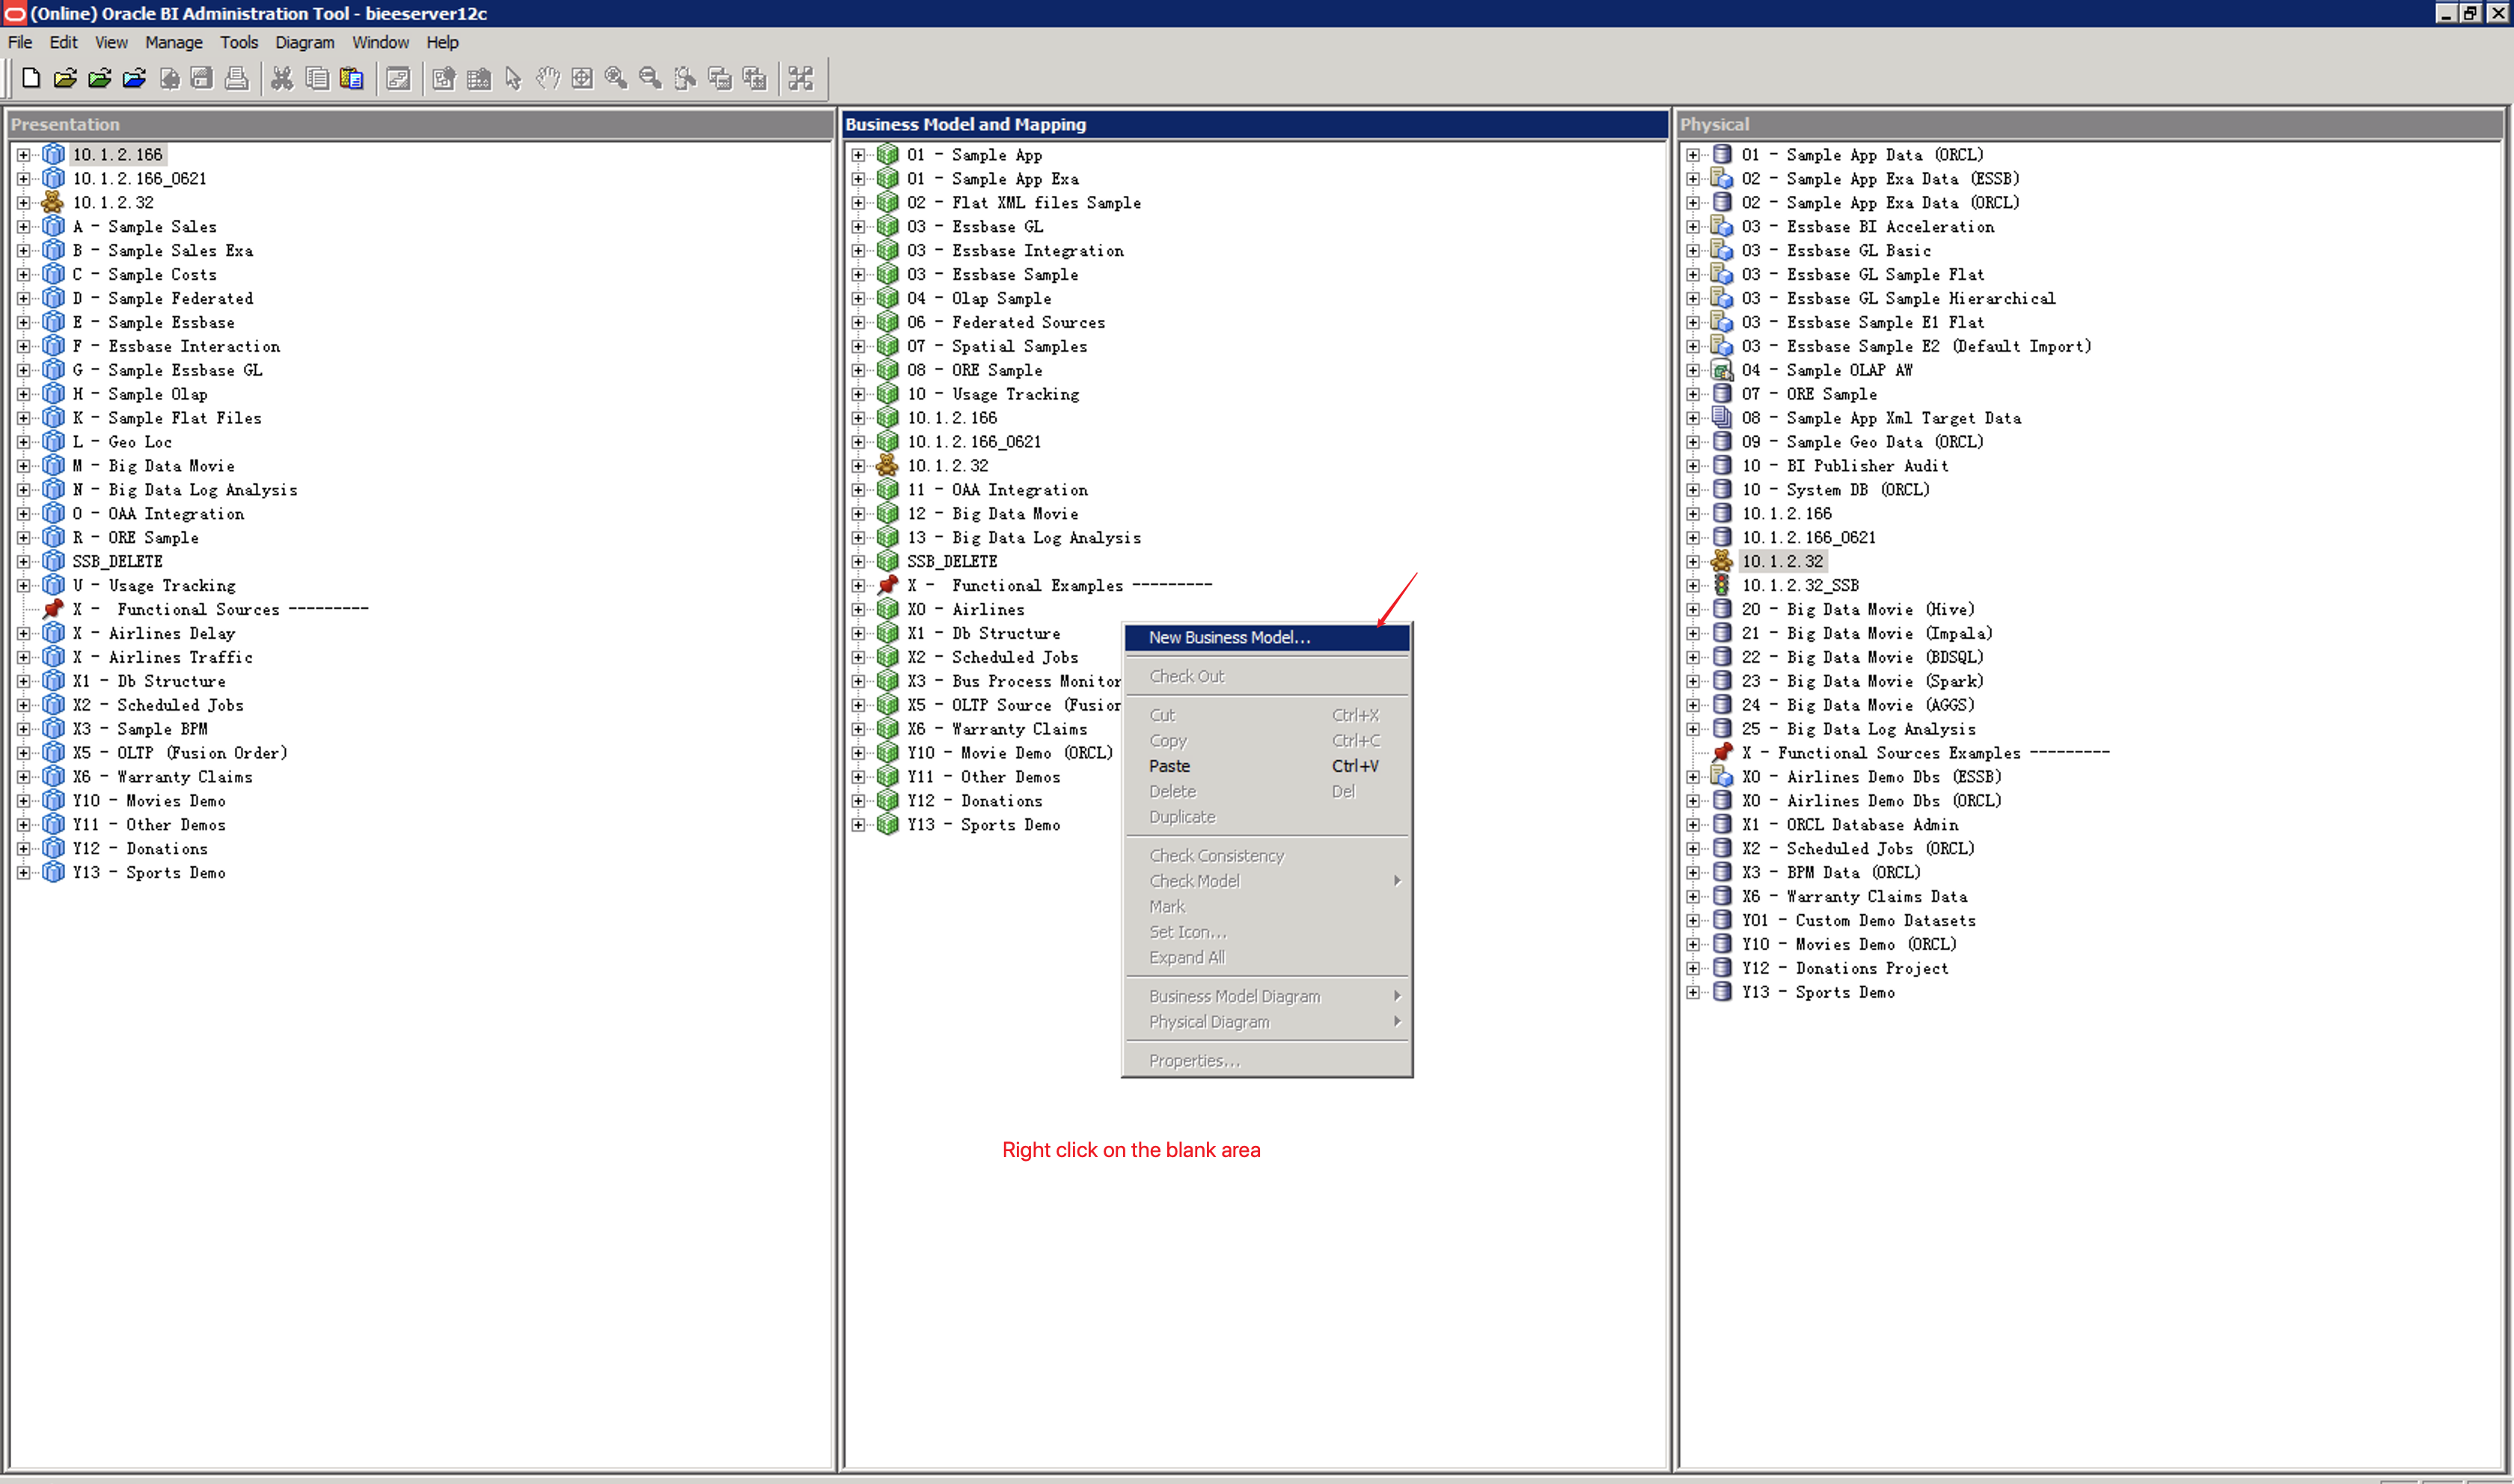 (Online) Oracle BI Administration Tool - bieeserver12c
File Edit View Manage Tools Diagram Window Help
Presentation
10.1.2.166
10.1.2.166_0621
10.1.2.32
A - Sample Sales
B - Sample Sales Exa
C - Sample Costs
D - Sample Federated
E - Sample Essbase
F - Essbase Interaction
G - Sample Essbase GL
H - Sample Olap
K - Sample Flat Files
L - Geo Loc
M - Big Data Movie
N - Big Data Log Analysis
O - OAA Integration
R - ORE Sample
SSB_DELETE
U - Usage Tracking
X - Functional Sources ---------
X - Airlines Delay
X - Airlines Traffic
X1 - Db Structure
X2 - Scheduled Jobs
X3 - Sample BPM
X5 - OLTP (Fusion Order)
X6 - Warranty Claims
Y10 - Movies Demo
Y11 - Other Demos
Y12 - Donations
Y13 - Sports Demo
Business Model and Mapping
01 - Sample App
01 - Sample App Exa
02 - Flat XML files Sample
03 - Essbase GL
03 - Essbase Integration
03 - Essbase Sample
04 - Olap Sample
06 - Federated Sources
07 - Spatial Samples
08 - ORE Sample
10 - Usage Tracking
10.1.2.166
10.1.2.166_0621
10.1.2.32
11 - OAA Integration
12 - Big Data Movie
13 - Big Data Log Analysis
SSB_DELETE
X - Functional Examples ---------
X0 - Airlines
X1 - Db Structure
X2 - Scheduled Jobs
X3 - Bus Process Monitor
X5 - OLTP Source (Fusion
X6 - Warranty Claims
Y10 - Movie Demo (ORCL)
Y11 - Other Demos
Y12 - Donations
Y13 - Sports Demo
New Business Model...
Check Out
Cut Ctrl+X
Copy Ctrl+C
Paste Ctrl+V
Delete Del
Duplicate
Check Consistency
Check Model
Mark
Set Icon...
Expand All
Business Model Diagram
Physical Diagram
Properties...
Right click on the blank area
Physical
01 - Sample App Data (ORCL)
02 - Sample App Exa Data (ESSB)
02 - Sample App Exa Data (ORCL)
03 - Essbase BI Acceleration
03 - Essbase GL Basic
03 - Essbase GL Sample Flat
03 - Essbase GL Sample Hierarchical
03 - Essbase Sample E1 Flat
03 - Essbase Sample E2 (Default Import)
04 - Sample OLAP AW
07 - ORE Sample
08 - Sample App Xml Target Data
09 - Sample Geo Data (ORCL)
10 - BI Publisher Audit
10 - System DB (ORCL)
10.1.2.166
10.1.2.166_0621
10.1.2.32
10.1.2.32_SSB
20 - Big Data Movie (Hive)
21 - Big Data Movie (Impala)
22 - Big Data Movie (BDSQL)
23 - Big Data Movie (Spark)
24 - Big Data Movie (AGGS)
25 - Big Data Log Analysis
X - Functional Sources Examples ---------
X0 - Airlines Demo Dbs (ESSB)
X0 - Airlines Demo Dbs (ORCL)
X1 - ORCL Database Admin
X2 - Scheduled Jobs (ORCL)
X3 - BPM Data (ORCL)
X6 - Warranty Claims Data
Y01 - Custom Demo Datasets
Y10 - Movies Demo (ORCL)
Y12 - Donations Project
Y13 - Sports Demo